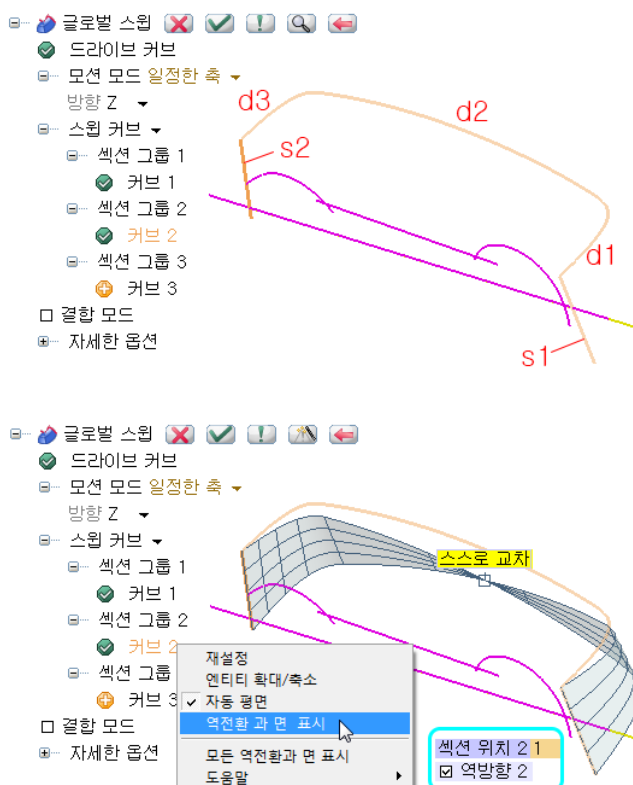 글로벌 스윕
드라이브 커브
모션 모드 일정한 축
방향 Z
스윕 커브
섹션 그룹 1
커브 1
섹션 그룹 2
커브 2
섹션 그룹 3
커브 3
결합 모드
자세한 옵션
d3
d2
s2
d1
s1
글로벌 스윕
드라이브 커브
모션 모드 일정한 축
방향 Z
스윕 커브
섹션 그룹 1
커브 1
섹션 그룹 2
커브 2
섹션 그룹
커브 3
결합 모드
자세한 옵션
스스로 교차
재설정
엔티티 확대/축소
자동 평면
역전환 과 면 표시
모든 역전환과 면 표시
도움말
섹션 위치 2 1
역방향 2